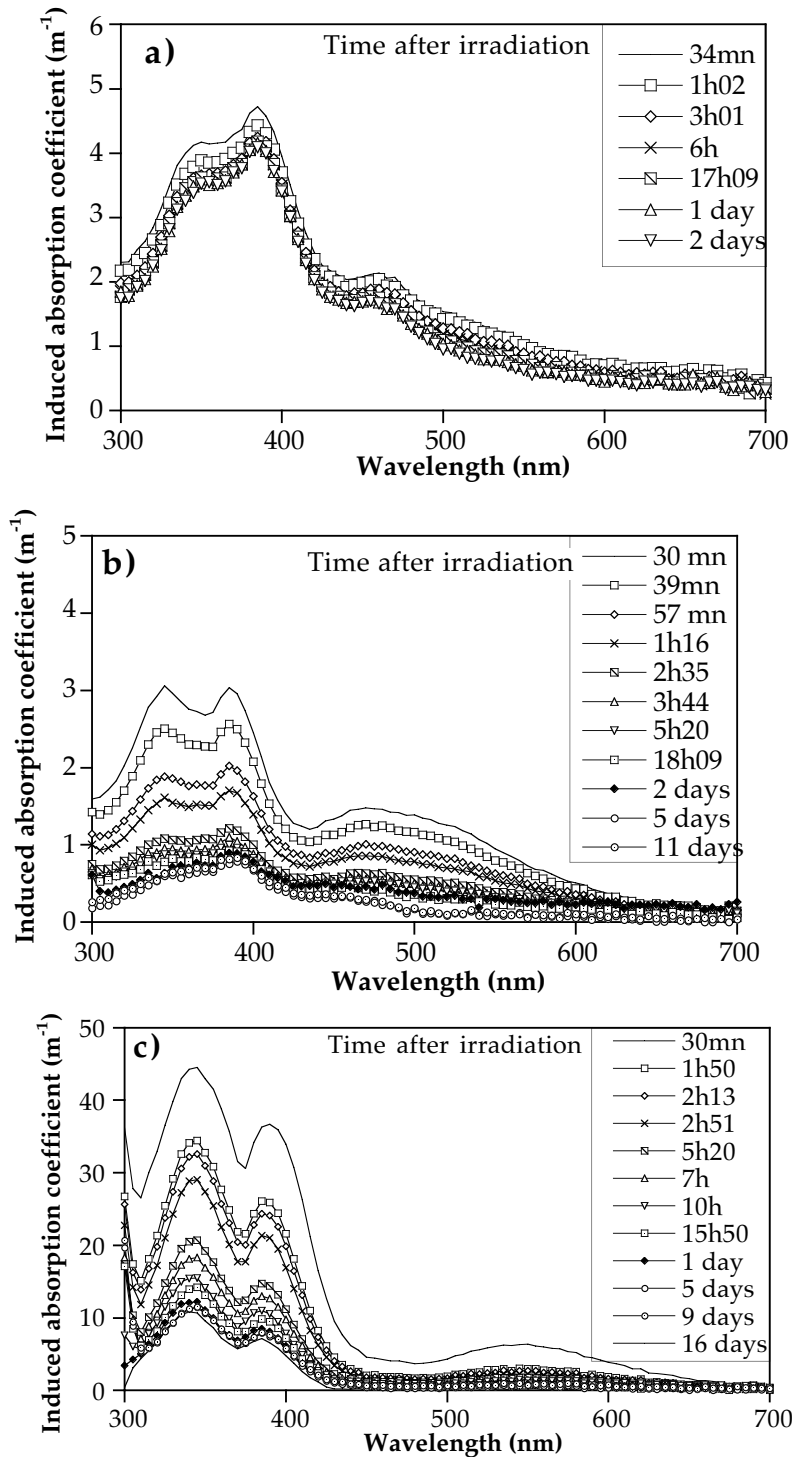 6
5
4
3
2
1
0
Induced absorption coefficient (m⁻¹)
a)
Time after irradiation
34mn
1h02
3h01
6h
17h09
1 day
2 days
300
400
500
600
700
Wavelength (nm)
5
4
3
2
1
0
Induced absorption coefficient (m⁻¹)
b)
Time after irradiation
30 mn
39mn
57 mn
1h16
2h35
3h44
5h20
18h09
2 days
5 days
11 days
300
400
500
600
700
Wavelength (nm)
50
40
30
20
10
0
Induced absorption coefficient (m⁻¹)
c)
Time after irradiation
30mn
1h50
2h13
2h51
5h20
7h
10h
15h50
1 day
5 days
9 days
16 days
300
400
500
600
700
Wavelength (nm)